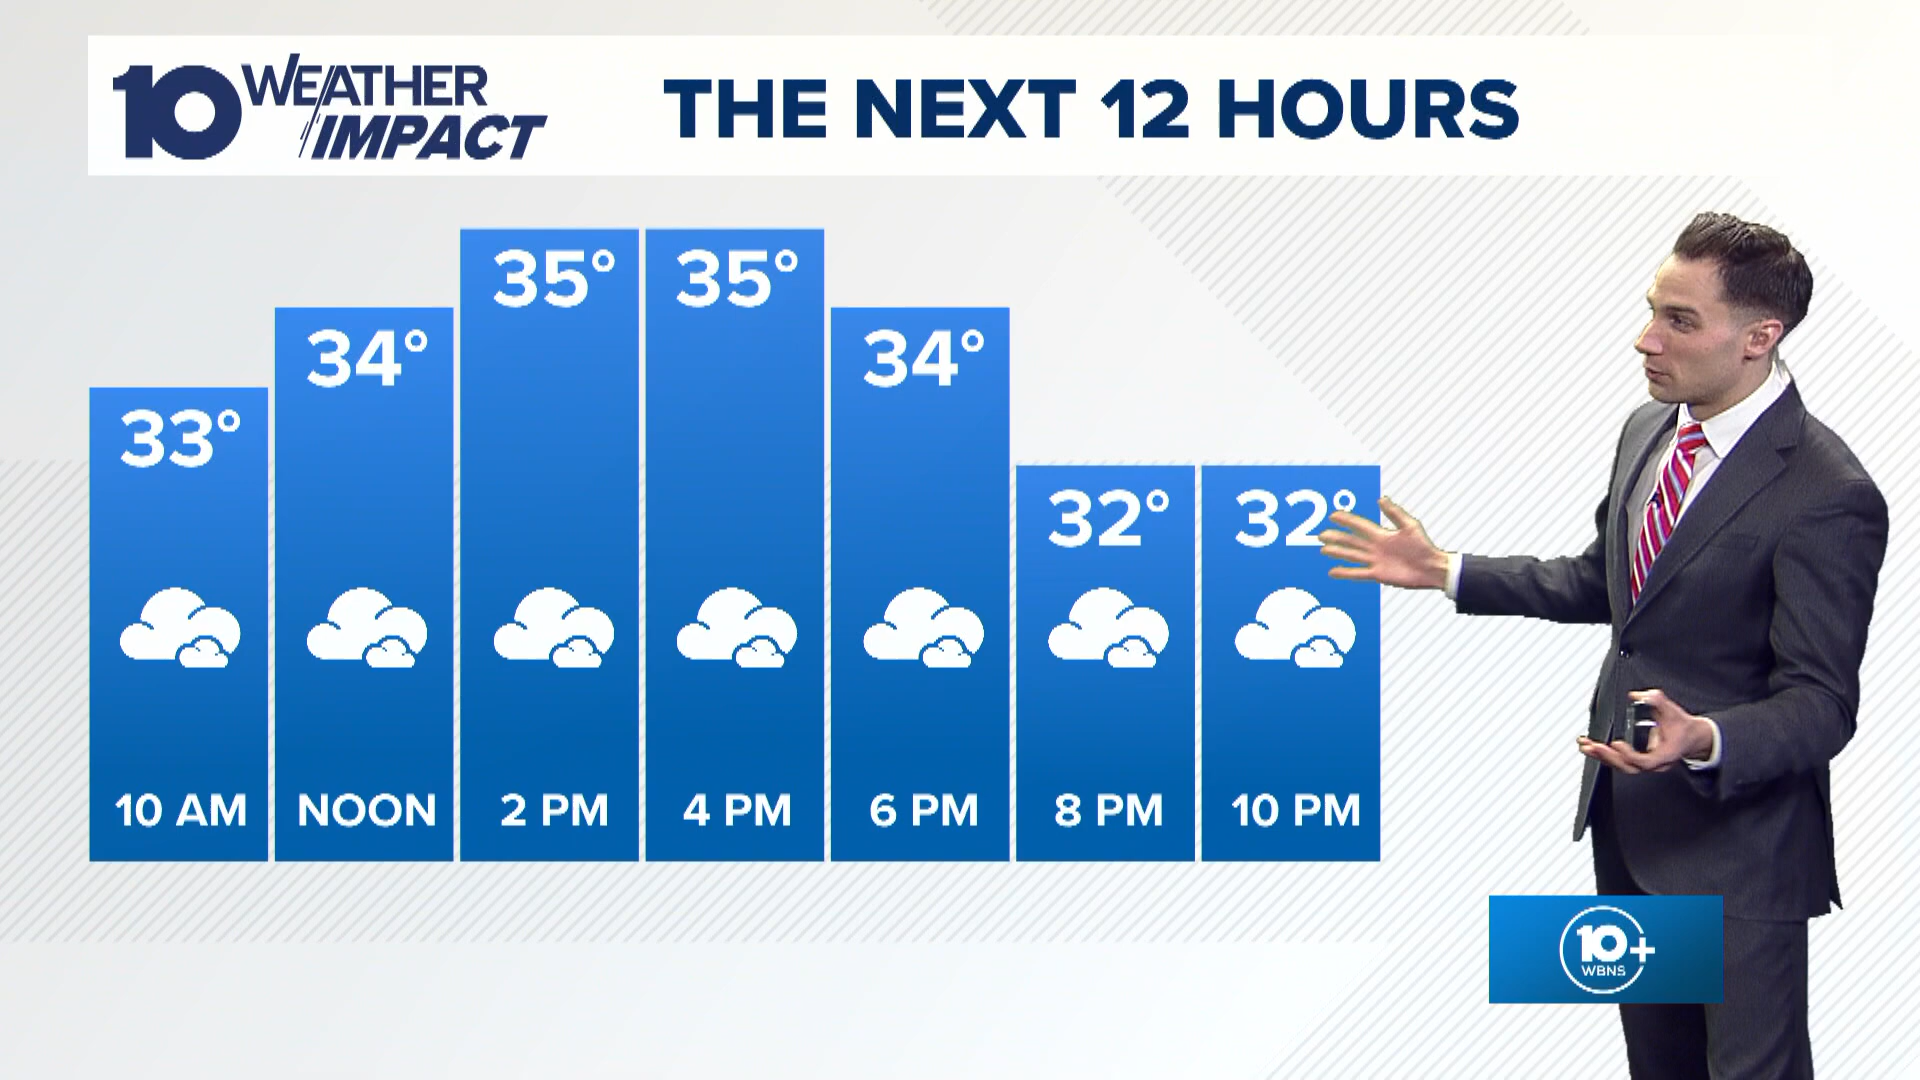 10 WEATHER
IMPACT
THE NEXT 12 HOURS
33°
34°
35°
35°
34°
32°
32°
10 AM
NOON
2 PM
4 PM
6 PM
8 PM
10 PM
10+
WBNS